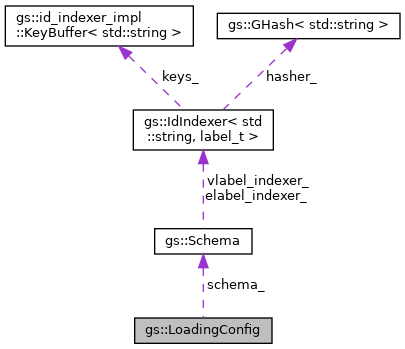 gs::id_indexer_impl
::KeyBuffer< std::string >
gs::GHash< std::string >
keys_
hasher_
gs::IdIndexer< std
::string, label_t >
vlabel_indexer_
elabel_indexer_
gs::Schema
schema_
gs::LoadingConfig